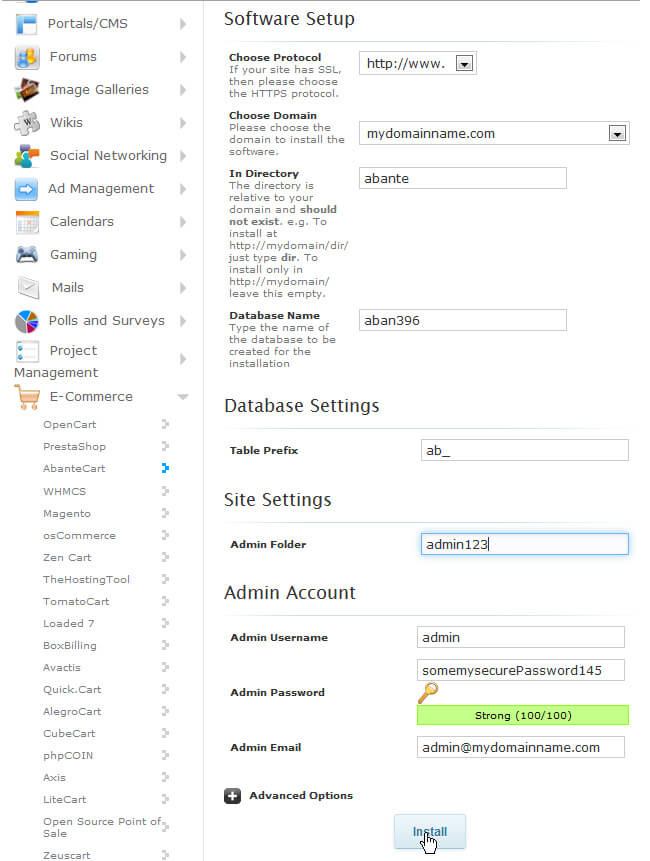 Portals/CMS
Forums
Image Galleries
Wikis
Social Networking
Ad Management
Calendars
Gaming
Mails
Polls and Surveys
Project
Management
E-Commerce
OpenCart
PrestaShop
AbanteCart
WHMCS
Magento
osCommerce
Zen Cart
TheHostingTool
TomatoCart
Loaded 7
BoxBilling
Avactis
Quick.Cart
AlegroCart
CubeCart
phpCOIN
Axis
LiteCart
Open Source Point of
Sale
Zeuscart
Software Setup
Choose Protocol
If your site has SSL,
then please choose
the HTTPS protocol.
http://www.
Choose Domain
Please choose the
domain to install the
software.
mydomainname.com
In Directory
The directory is
relative to your
domain and should
not exist. e.g. To
install at
http://mydomain/dir/
just type dir. To
install only in
http://mydomain/
leave this empty.
abante
Database Name
Type the name of
the database to be
created for the
installation
aban396
Database Settings
Table Prefix
ab_
Site Settings
Admin Folder
admin123
Admin Account
Admin Username
admin
Admin Password
somemysecurePassword145
Strong (100/100)
Admin Email
admin@mydomainname.com
Advanced Options
Install